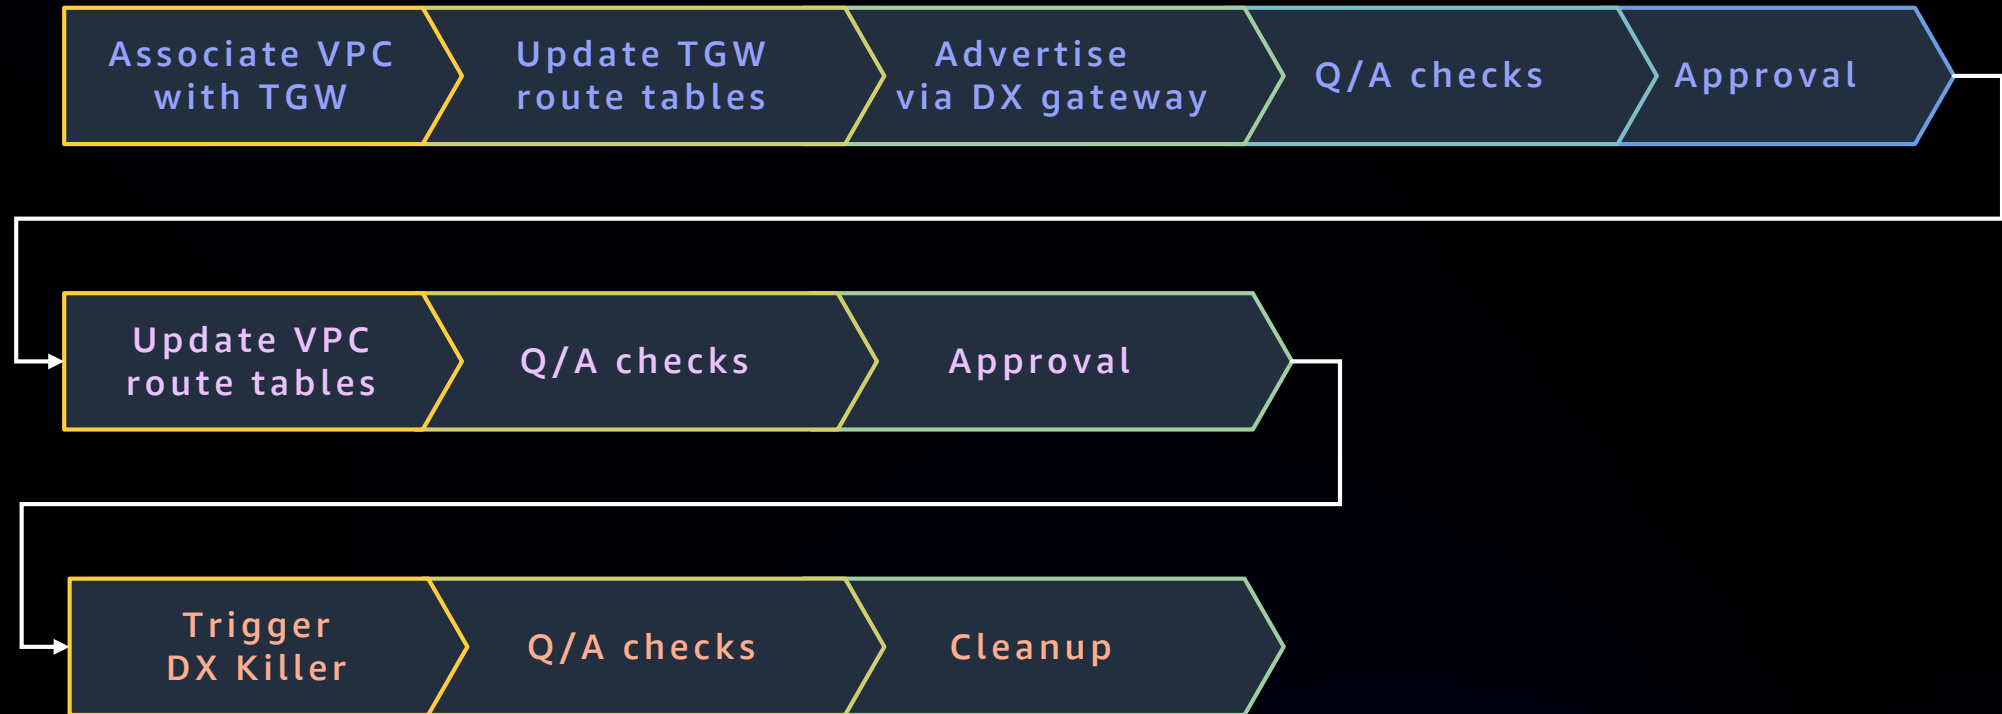 Associate VPC
with TGW
Update TGW
route tables
Advertise
via DX gateway
Q/A checks
Approval
Update VPC
route tables
Q/A checks
Approval
Trigger
DX Killer
Q/A checks
Cleanup